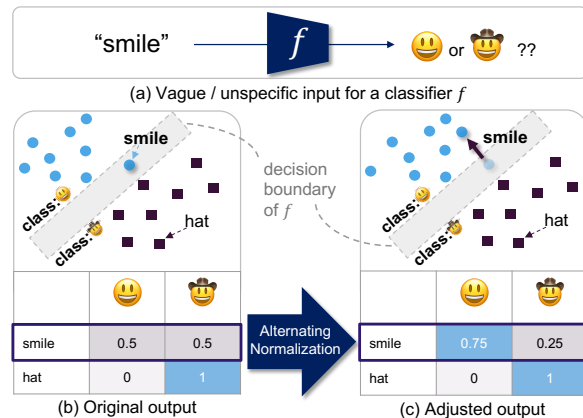 “smile”
f
😃 or 🤠 ??
(a) Vague / unspecific input for a classifier f
smile
class:😃
class:🤠
hat
decision
boundary
of f
smile
class:😃
class:🤠
hat
😃 🤠
smile 0.5 0.5
hat 0 1
Alternating
Normalization
😃 🤠
smile 0.75 0.25
hat 0 1
(b) Original output
(c) Adjusted output